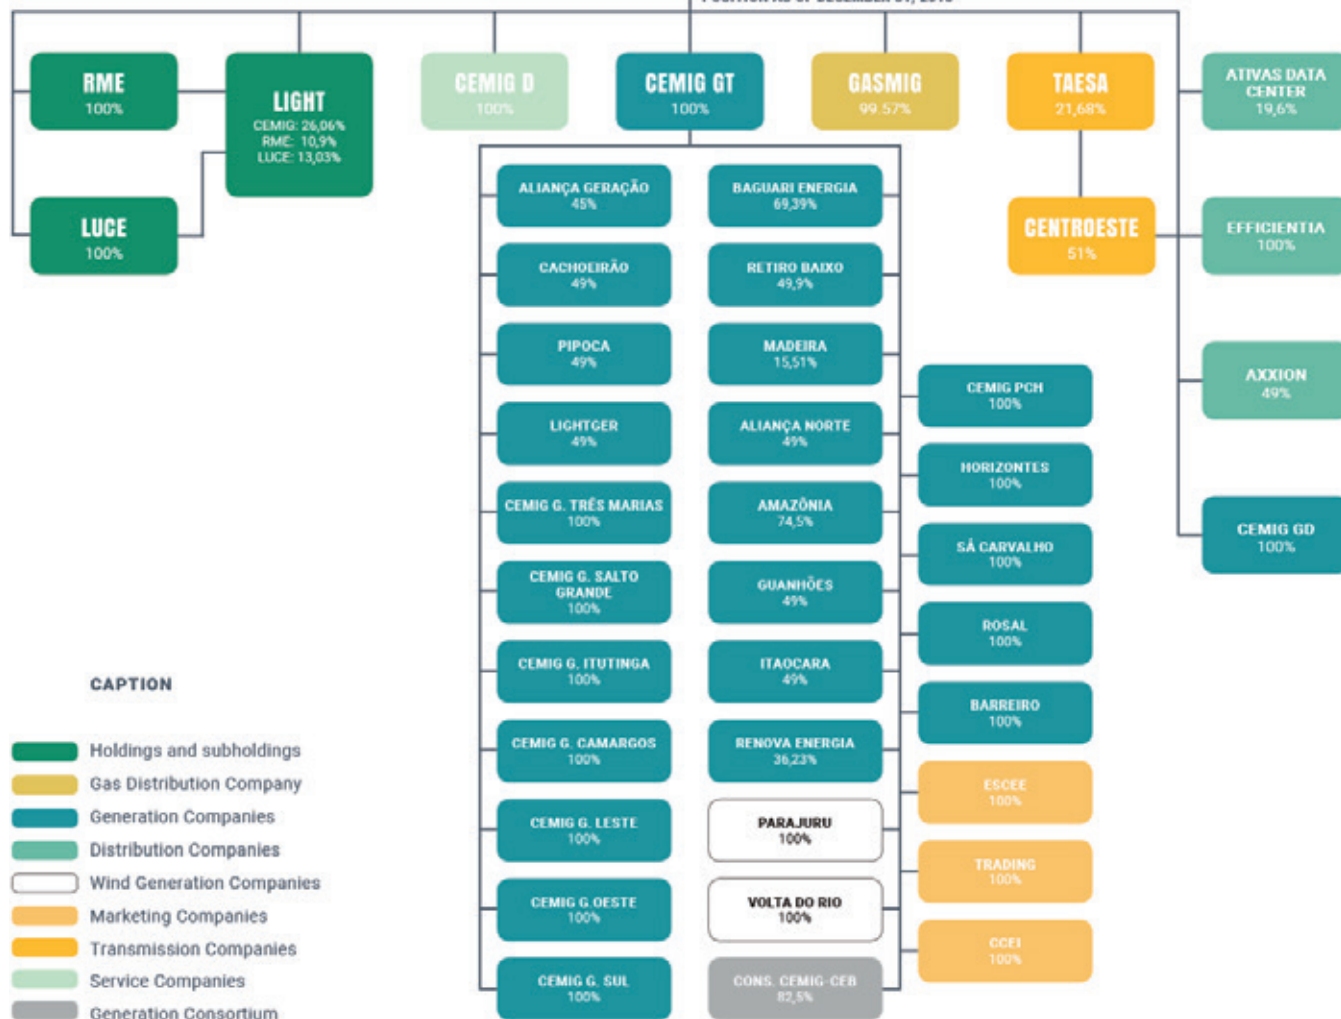 POSITION AS OF DECEMBER 31,
RME
100%
LIGHT
CEMIG: 26,06%
RME: 10,9%
LUCE: 13,03%
LUCE
100%
CEMIG D
100%
CEMIG GT
100%
GASMIG
99.57%
TAESA
21,68%
CENTROESTE
51%
ATIVAS DATA
CENTER
19,6%
EFFICIENTIA
100%
AXXION
49%
CEMIG GD
100%
ALIANÇA GERAÇÃO
45%
CACHOEIRÃO
49%
PIPOCA
49%
LIGHTGER
49%
CEMIG G. TRÊS MARIAS
100%
CEMIG G. SALTO
GRANDE
100%
CEMIG G. ITUTINGA
100%
CEMIG G. CAMARGOS
100%
CEMIG G. LESTE
100%
CEMIG G.OESTE
100%
CEMIG G. SUL
100%
BAGUARI ENERGIA
69,39%
RETIRO BAIXO
49,9%
MADEIRA
15,51%
ALIANÇA NORTE
49%
AMAZÔNIA
74,5%
GUANHÕES
49%
ITAOCARA
49%
RENOVA ENERGIA
36,23%
PARAJURU
100%
VOLTA DO RIO
100%
CONS. CEMIG-CEB
82,5%
CEMIG PCH
100%
HORIZONTES
100%
SÁ CARVALHO
100%
ROSAL
100%
BARREIRO
100%
ESCEE
100%
TRADING
100%
CCEI
100%
CAPTION
Holdings and subholdings
Gas Distribution Company
Generation Companies
Distribution Companies
Wind Generation Companies
Marketing Companies
Transmission Companies
Service Companies
Generation Consortium